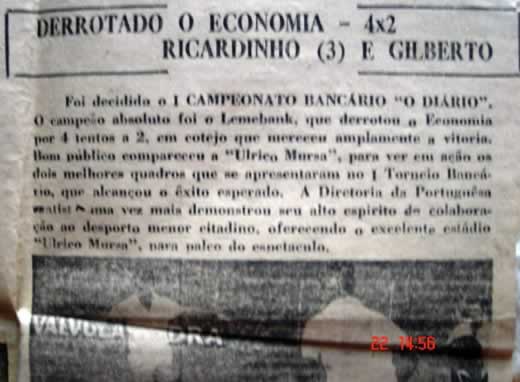 DERROTADO O ECONOMIA — 4x2
RICARDINHO (3) E GILBERTO
Foi decidido o I CAMPEONATO BANCÁRIO "O DIÁRIO".
O campeão absoluto foi o Lemebank, que derrotou o Economia
por 4 tentos a 2, em cotejo que mereceu amplamente a vitoria.
Bom público compareceu a "Ulrico Mursa", para ver em ação os
dois melhores quadros que se apresentaram no I Torneio Bancá-
rio, que alcançou o êxito esperado. A Diretoria da Portuguêsa
uma vez mais demonstrou seu alto espirito de colabora-
ção ao desporto menor citadino, oferecendo o excelente estádio
"Ulrico Mursa", para palco do espetaculo.
VALVULA DRA
22 14:56